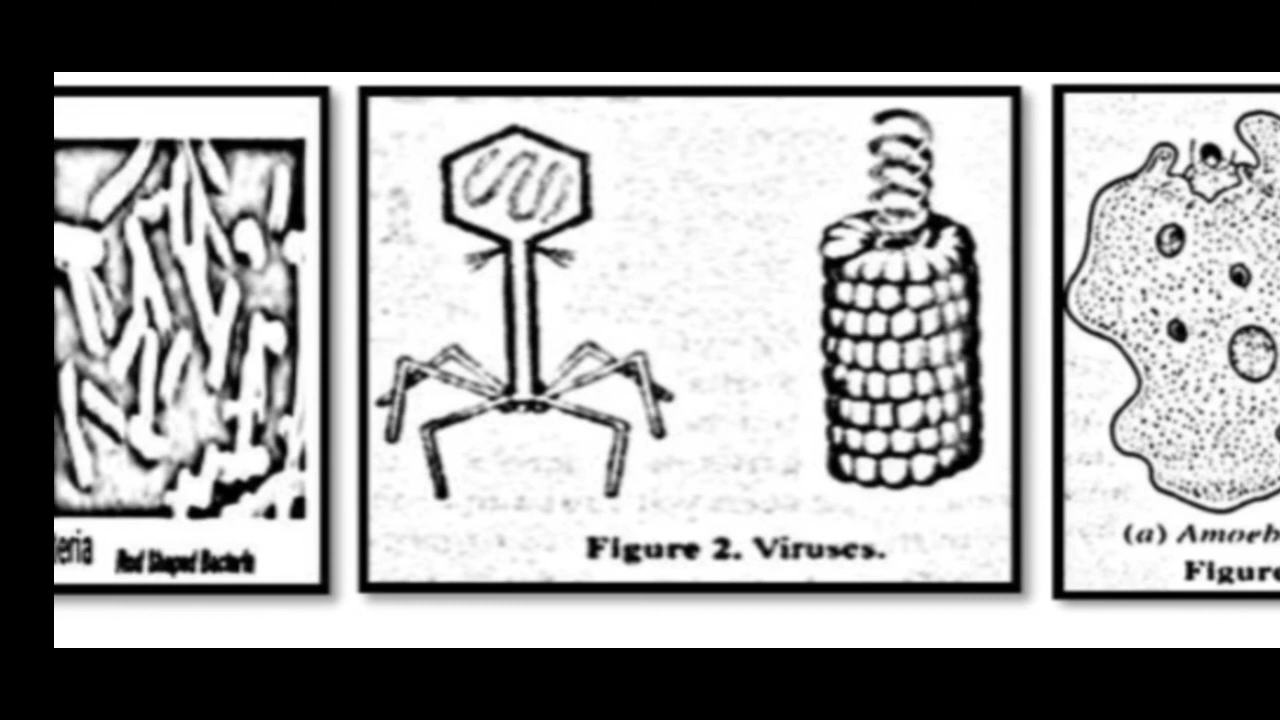 teria
Rod Shaped Bacteria
Figure 2. Viruses.
(a) Amoeb
Figure